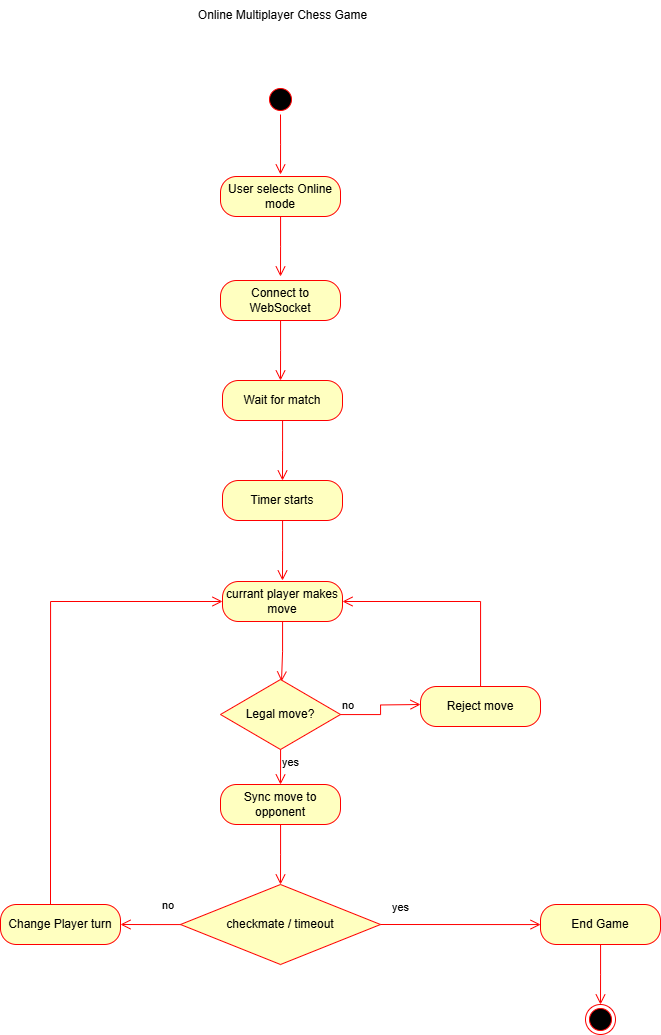 Online Multiplayer Chess Game
User selects Online
mode
Connect to
WebSocket
Wait for match
Timer starts
currant player makes
move
Legal move?
no
Reject move
yes
Sync move to
opponent
no
checkmate / timeout
yes
Change Player turn
End Game